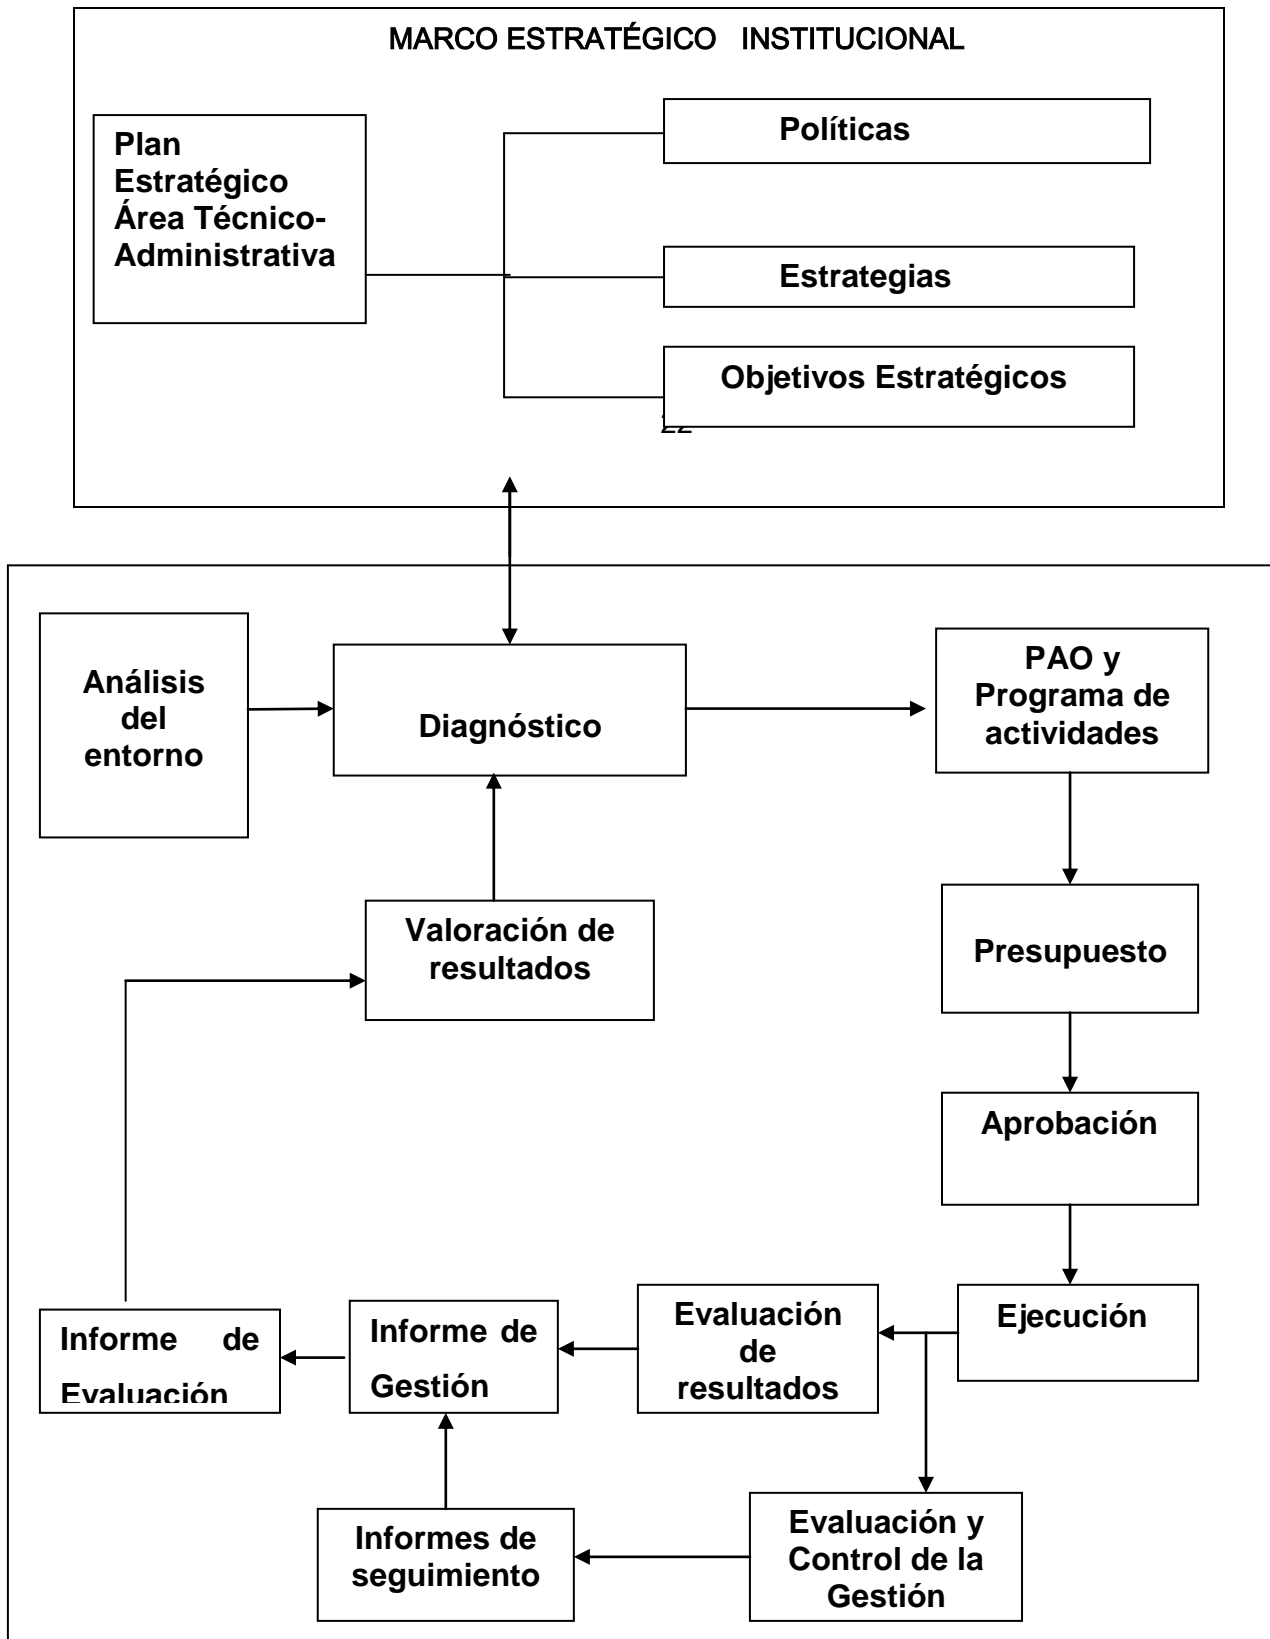 MARCO ESTRATÉGICO INSTITUCIONAL
Plan
Estratégico
Área Técnico-
Administrativa
Políticas
Estrategias
Objetivos Estratégicos
22
Análisis
del
entorno
Diagnóstico
PAO y
Programa de
actividades
Valoración de
resultados
Presupuesto
Aprobación
Ejecución
Evaluación
de
resultados
Informe de
Gestión
Informe de
Evaluación
Informes de
seguimiento
Evaluación y
Control de la
Gestión